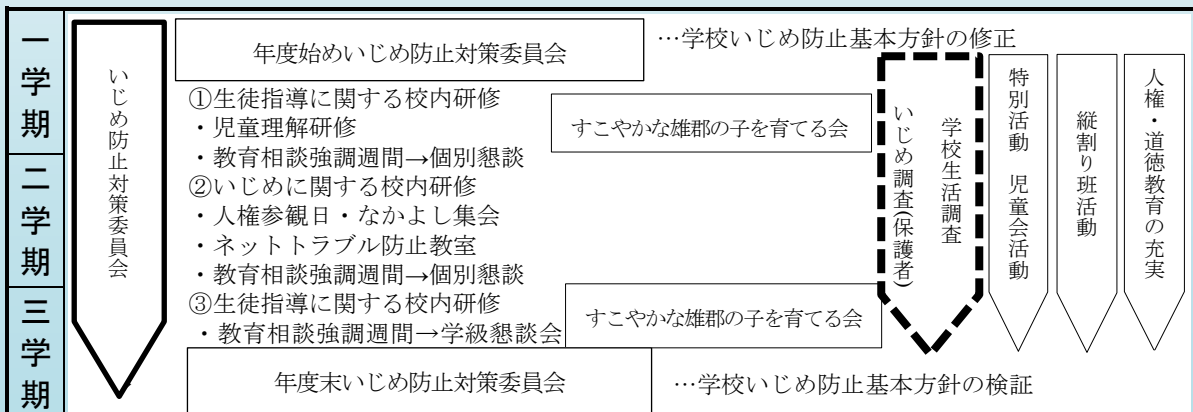 一学期
二学期
三学期
いじめ防止対策委員会
年度始めいじめ防止対策委員会
…学校いじめ防止基本方針の修正
①生徒指導に関する校内研修
・児童理解研修
・教育相談強調週間→個別懇談
②いじめに関する校内研修
・人権参観日・なかよし集会
・ネットトラブル防止教室
・教育相談強調週間→個別懇談
③生徒指導に関する校内研修
・教育相談強調週間→学級懇談会
すこやかな雄郡の子を育てる会
すこやかな雄郡の子を育てる会
年度末いじめ防止対策委員会
…学校いじめ防止基本方針の検証
学校生活調査
いじめ調査(保護者)
特別活動 児童会活動
縦割り班活動
人権・道徳教育の充実